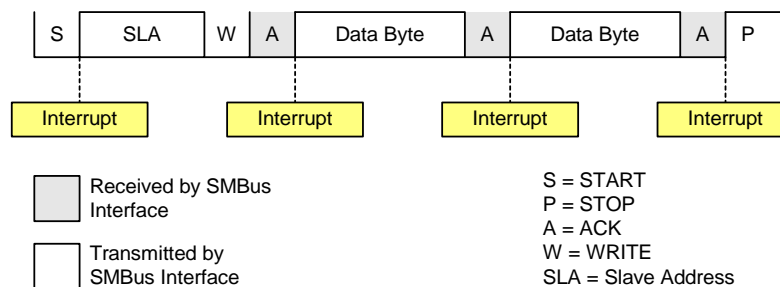 S SLA W A Data Byte A Data Byte A P
Interrupt Interrupt Interrupt Interrupt
Received by SMBus
Interface
Transmitted by
SMBus Interface
S = START
P = STOP
A = ACK
W = WRITE
SLA = Slave Address